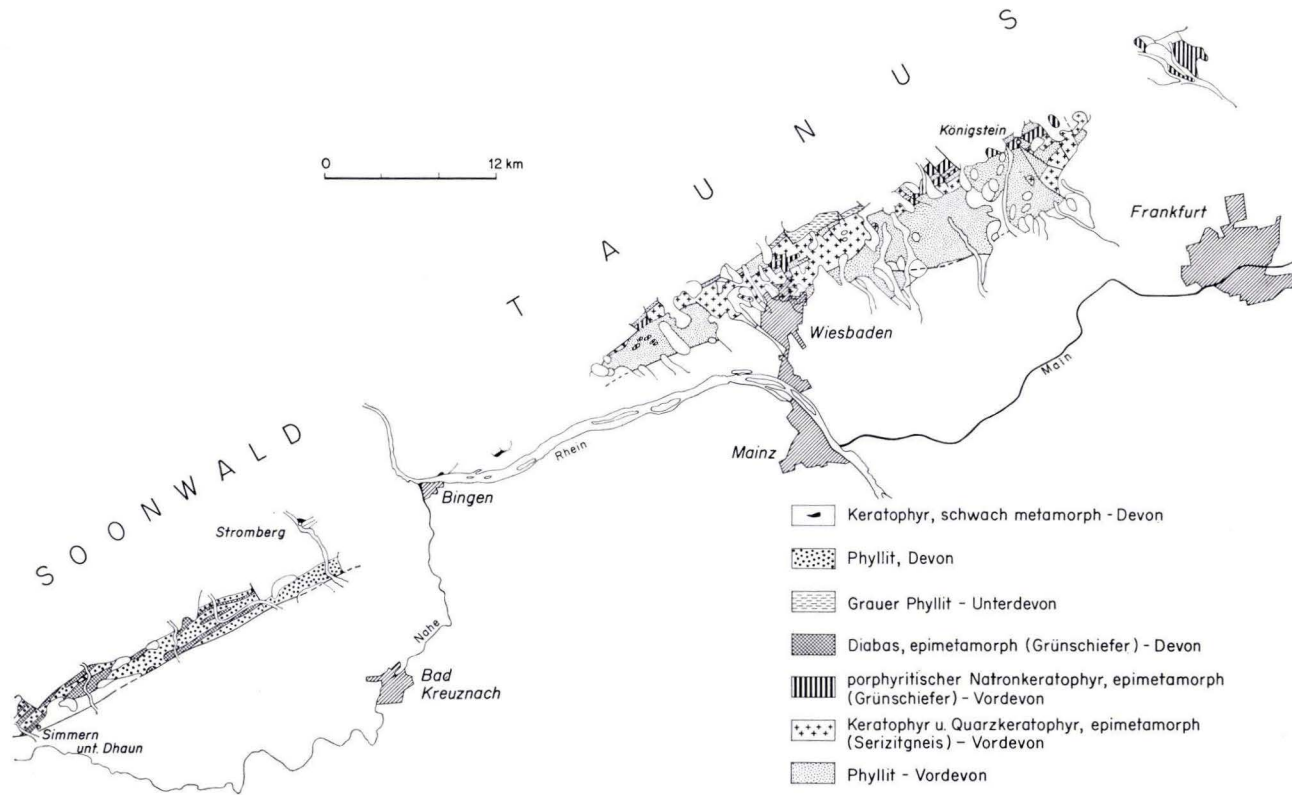 TAUNUS
Königstein
0 12 km
Frankfurt
Wiesbaden
Main
Rhein
Mainz
SOONWALD
Bingen
Stromberg
Nahe
Bad
Kreuznach
Simmern
unt. Dhaun
Keratophyr, schwach metamorph - Devon
Phyllit, Devon
Grauer Phyllit - Unterdevon
Diabas, epimetamorph (Grünschiefer) - Devon
porphyritischer Natronkeratophyr, epimetamorph
(Grünschiefer) - Vordevon
Keratophyr u. Quarzkeratophyr, epimetamorph
(Serizitgneis) - Vordevon
Phyllit - Vordevon